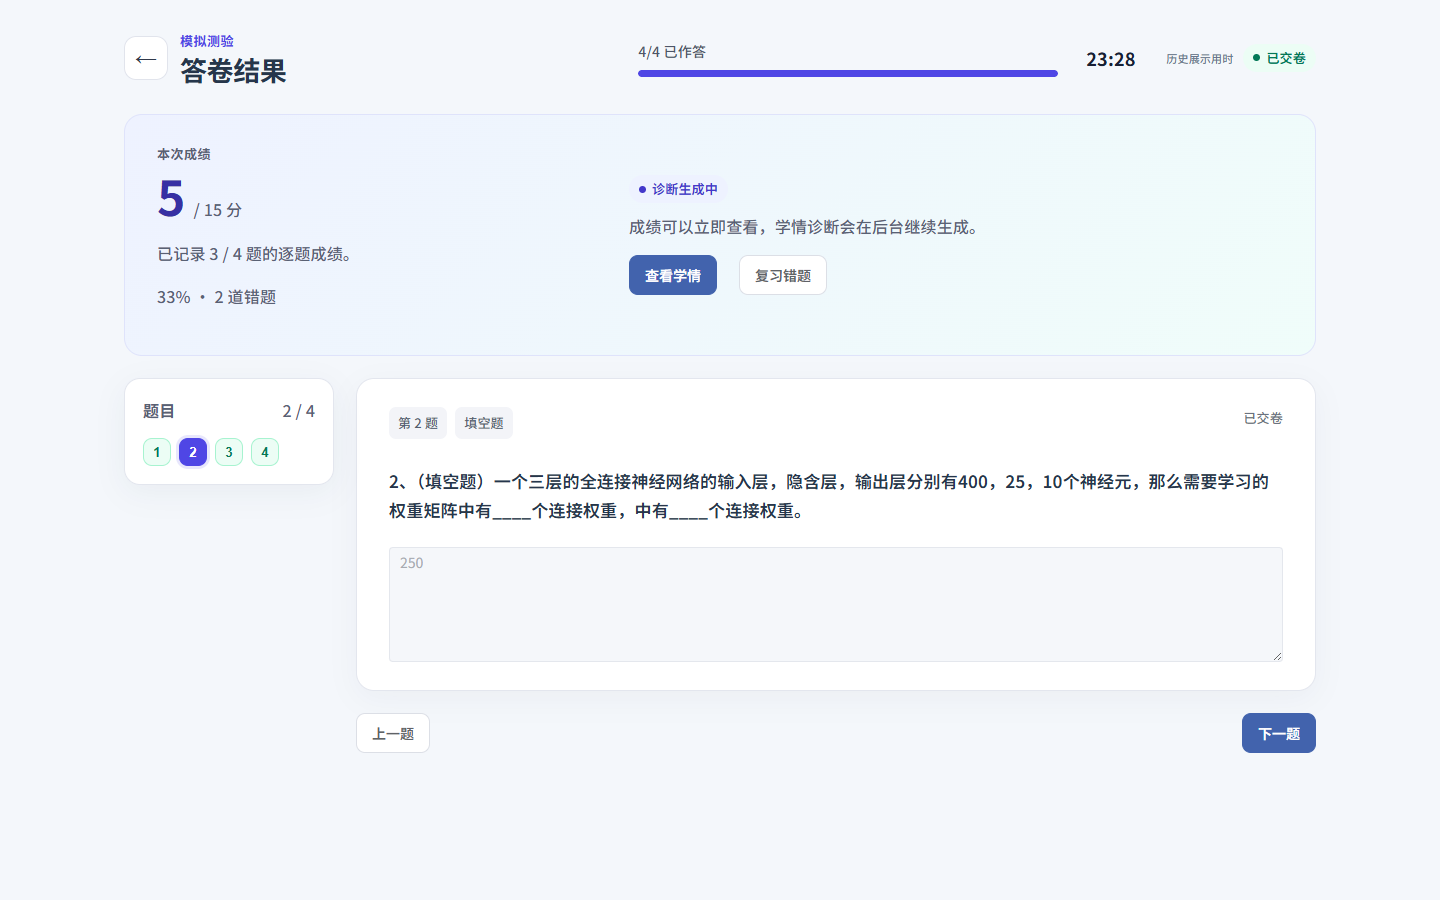 ←
模拟测验
答卷结果
4/4 已作答
23:28
历史展示用时
已交卷
本次成绩
5 / 15 分
已记录 3 / 4 题的逐题成绩。
33% · 2 道错题
诊断生成中
成绩可以立即查看，学情诊断会在后台继续生成。
查看学情
复习错题
题目
2 / 4
1 2 3 4
第 2 题
填空题
已交卷
2、（填空题）一个三层的全连接神经网络的输入层，隐含层，输出层分别有400，25，10个神经元，那么需要学习的
权重矩阵中有____个连接权重，中有____个连接权重。
250
上一题
下一题